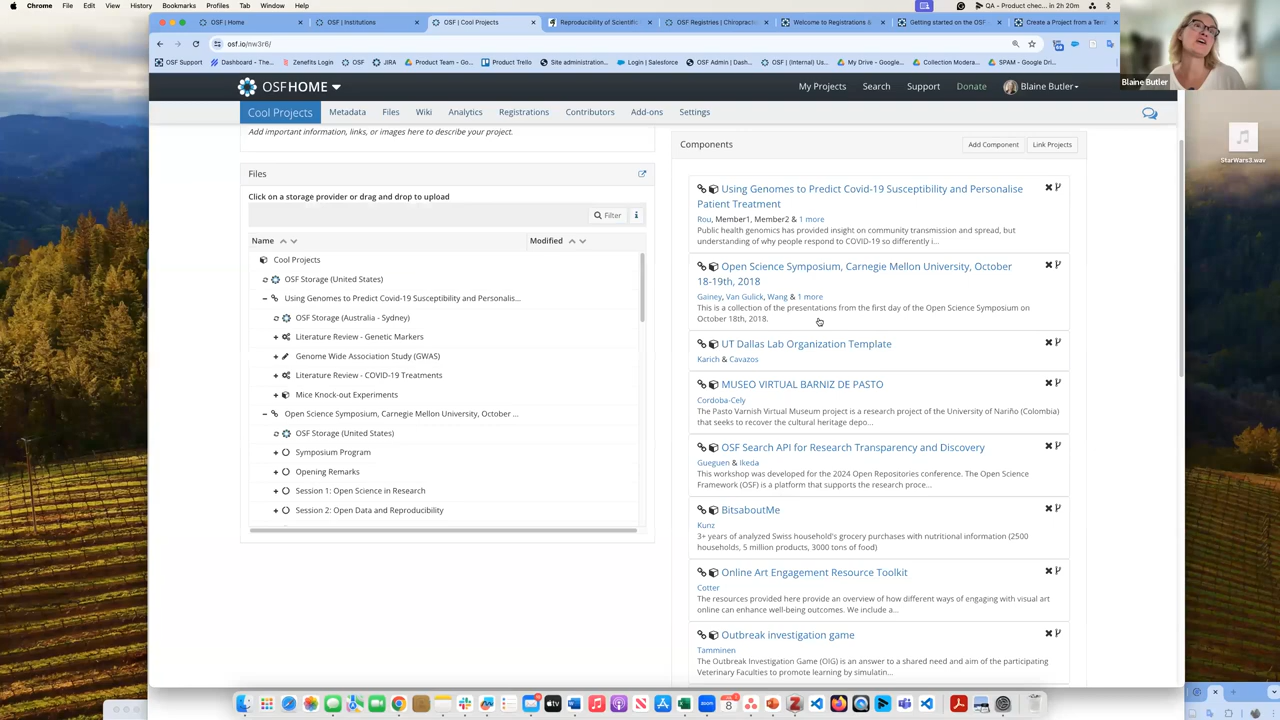 Chrome File Edit View History Bookmarks Profiles Tab Window Help
QA - Product chec... in 2h 20m
OSF | Home
OSF | Institutions
OSF | Cool Projects
Reproducibility of Scientific
OSF Registries | Chiropract
Welcome to Registrations &
Getting started on the OSF
Create a Project from a Tem
osf.io/nw3r6/
OSF Support
Dashboard - The...
Zenefits Login
OSF
JIRA
Product Team - Go...
Product Trello
Site administration...
Login | Salesforce
OSF Admin | Dash...
OSF | (Internal) Us...
My Drive - Google...
Collection Modera...
SPAM - Google Dri...
Blaine Butler
OSFHOME
My Projects Search Support Donate Blaine Butler
Cool Projects Metadata Files Wiki Analytics Registrations Contributors Add-ons Settings
Add important information, links, or images here to describe your project.
Files
Click on a storage provider or drag and drop to upload
Filter
Name Modified
Cool Projects
OSF Storage (United States)
Using Genomes to Predict Covid-19 Susceptibility and Personalis...
OSF Storage (Australia - Sydney)
Literature Review - Genetic Markers
Genome Wide Association Study (GWAS)
Literature Review - COVID-19 Treatments
Mice Knock-out Experiments
Open Science Symposium, Carnegie Mellon University, October ...
OSF Storage (United States)
Symposium Program
Opening Remarks
Session 1: Open Science in Research
Session 2: Open Data and Reproducibility
Components
Add Component Link Projects
Using Genomes to Predict Covid-19 Susceptibility and Personalise
Patient Treatment
Rou, Member1, Member2 & 1 more
Public health genomics has provided insight on community transmission and spread, but
understanding of why people respond to COVID-19 so differently i...
Open Science Symposium, Carnegie Mellon University, October
18-19th, 2018
Gainey, Van Gulick, Wang & 1 more
This is a collection of the presentations from the first day of the Open Science Symposium on
October 18th, 2018.
UT Dallas Lab Organization Template
Karich & Cavazos
MUSEO VIRTUAL BARNIZ DE PASTO
Cordoba-Cely
The Pasto Varnish Virtual Museum project is a research project of the University of Nariño (Colombia)
that seeks to recover the cultural heritage depo...
OSF Search API for Research Transparency and Discovery
Gueguen & Ikeda
This workshop was developed for the 2024 Open Repositories conference. The Open Science
Framework (OSF) is a platform that supports the research proce...
BitsaboutMe
Kunz
3+ years of analyzed Swiss household's grocery purchases with nutritional information (2500
households, 5 million products, 3000 tons of food)
Online Art Engagement Resource Toolkit
Cotter
The resources provided here provide an overview of how different ways of engaging with visual art
online can enhance well-being outcomes. We include a...
Outbreak investigation game
Tamminen
The Outbreak Investigation Game (OIG) is an answer to a shared need and aim of the participating
Veterinary Faculties to promote learning by simulatin...
StarWars3.wav
zoom